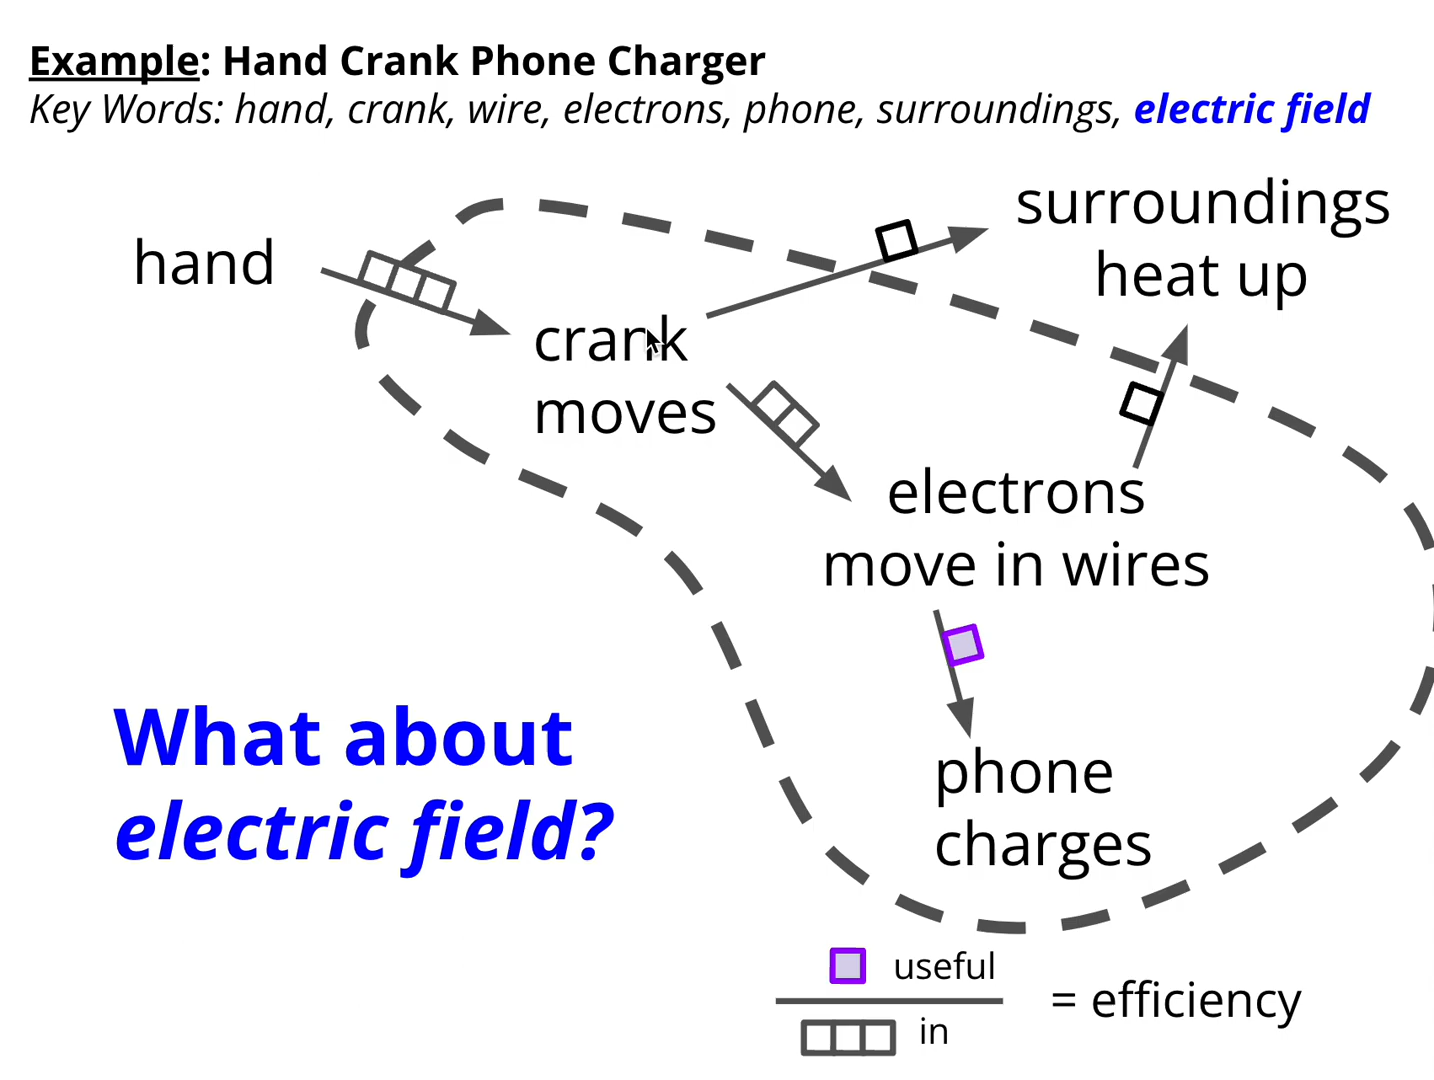 Example: Hand Crank Phone Charger
Key Words: hand, crank, wire, electrons, phone, surroundings, electric field
surroundings
heat up
hand
crank
moves
electrons
move in wires
What about
electric field?
phone
charges
useful
in
= efficiency